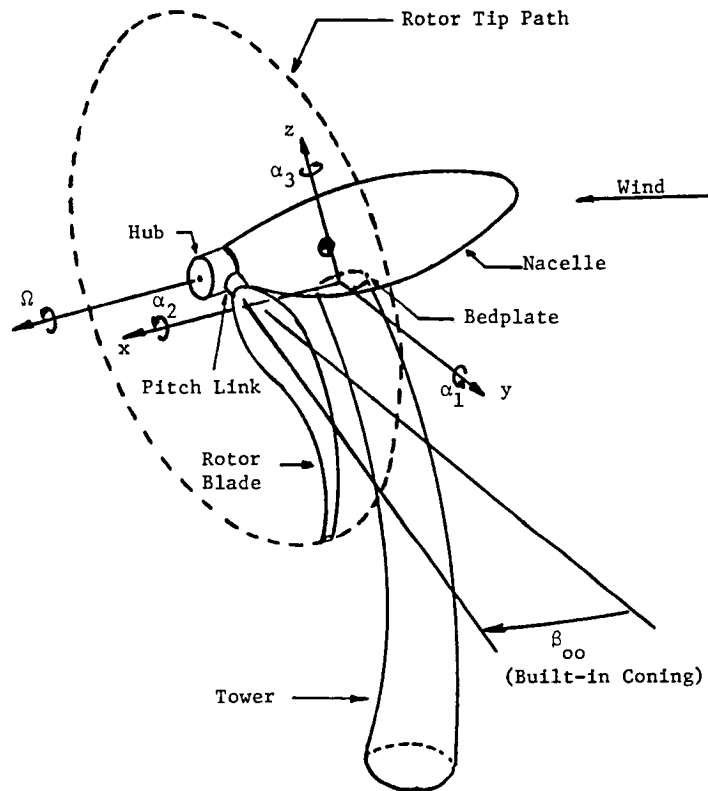 Rotor Tip Path
z
α3
Wind
Hub
Nacelle
Ω
α2
Bedplate
x
α1
y
Pitch Link
Rotor
Blade
βoo
(Built-in Coning)
Tower